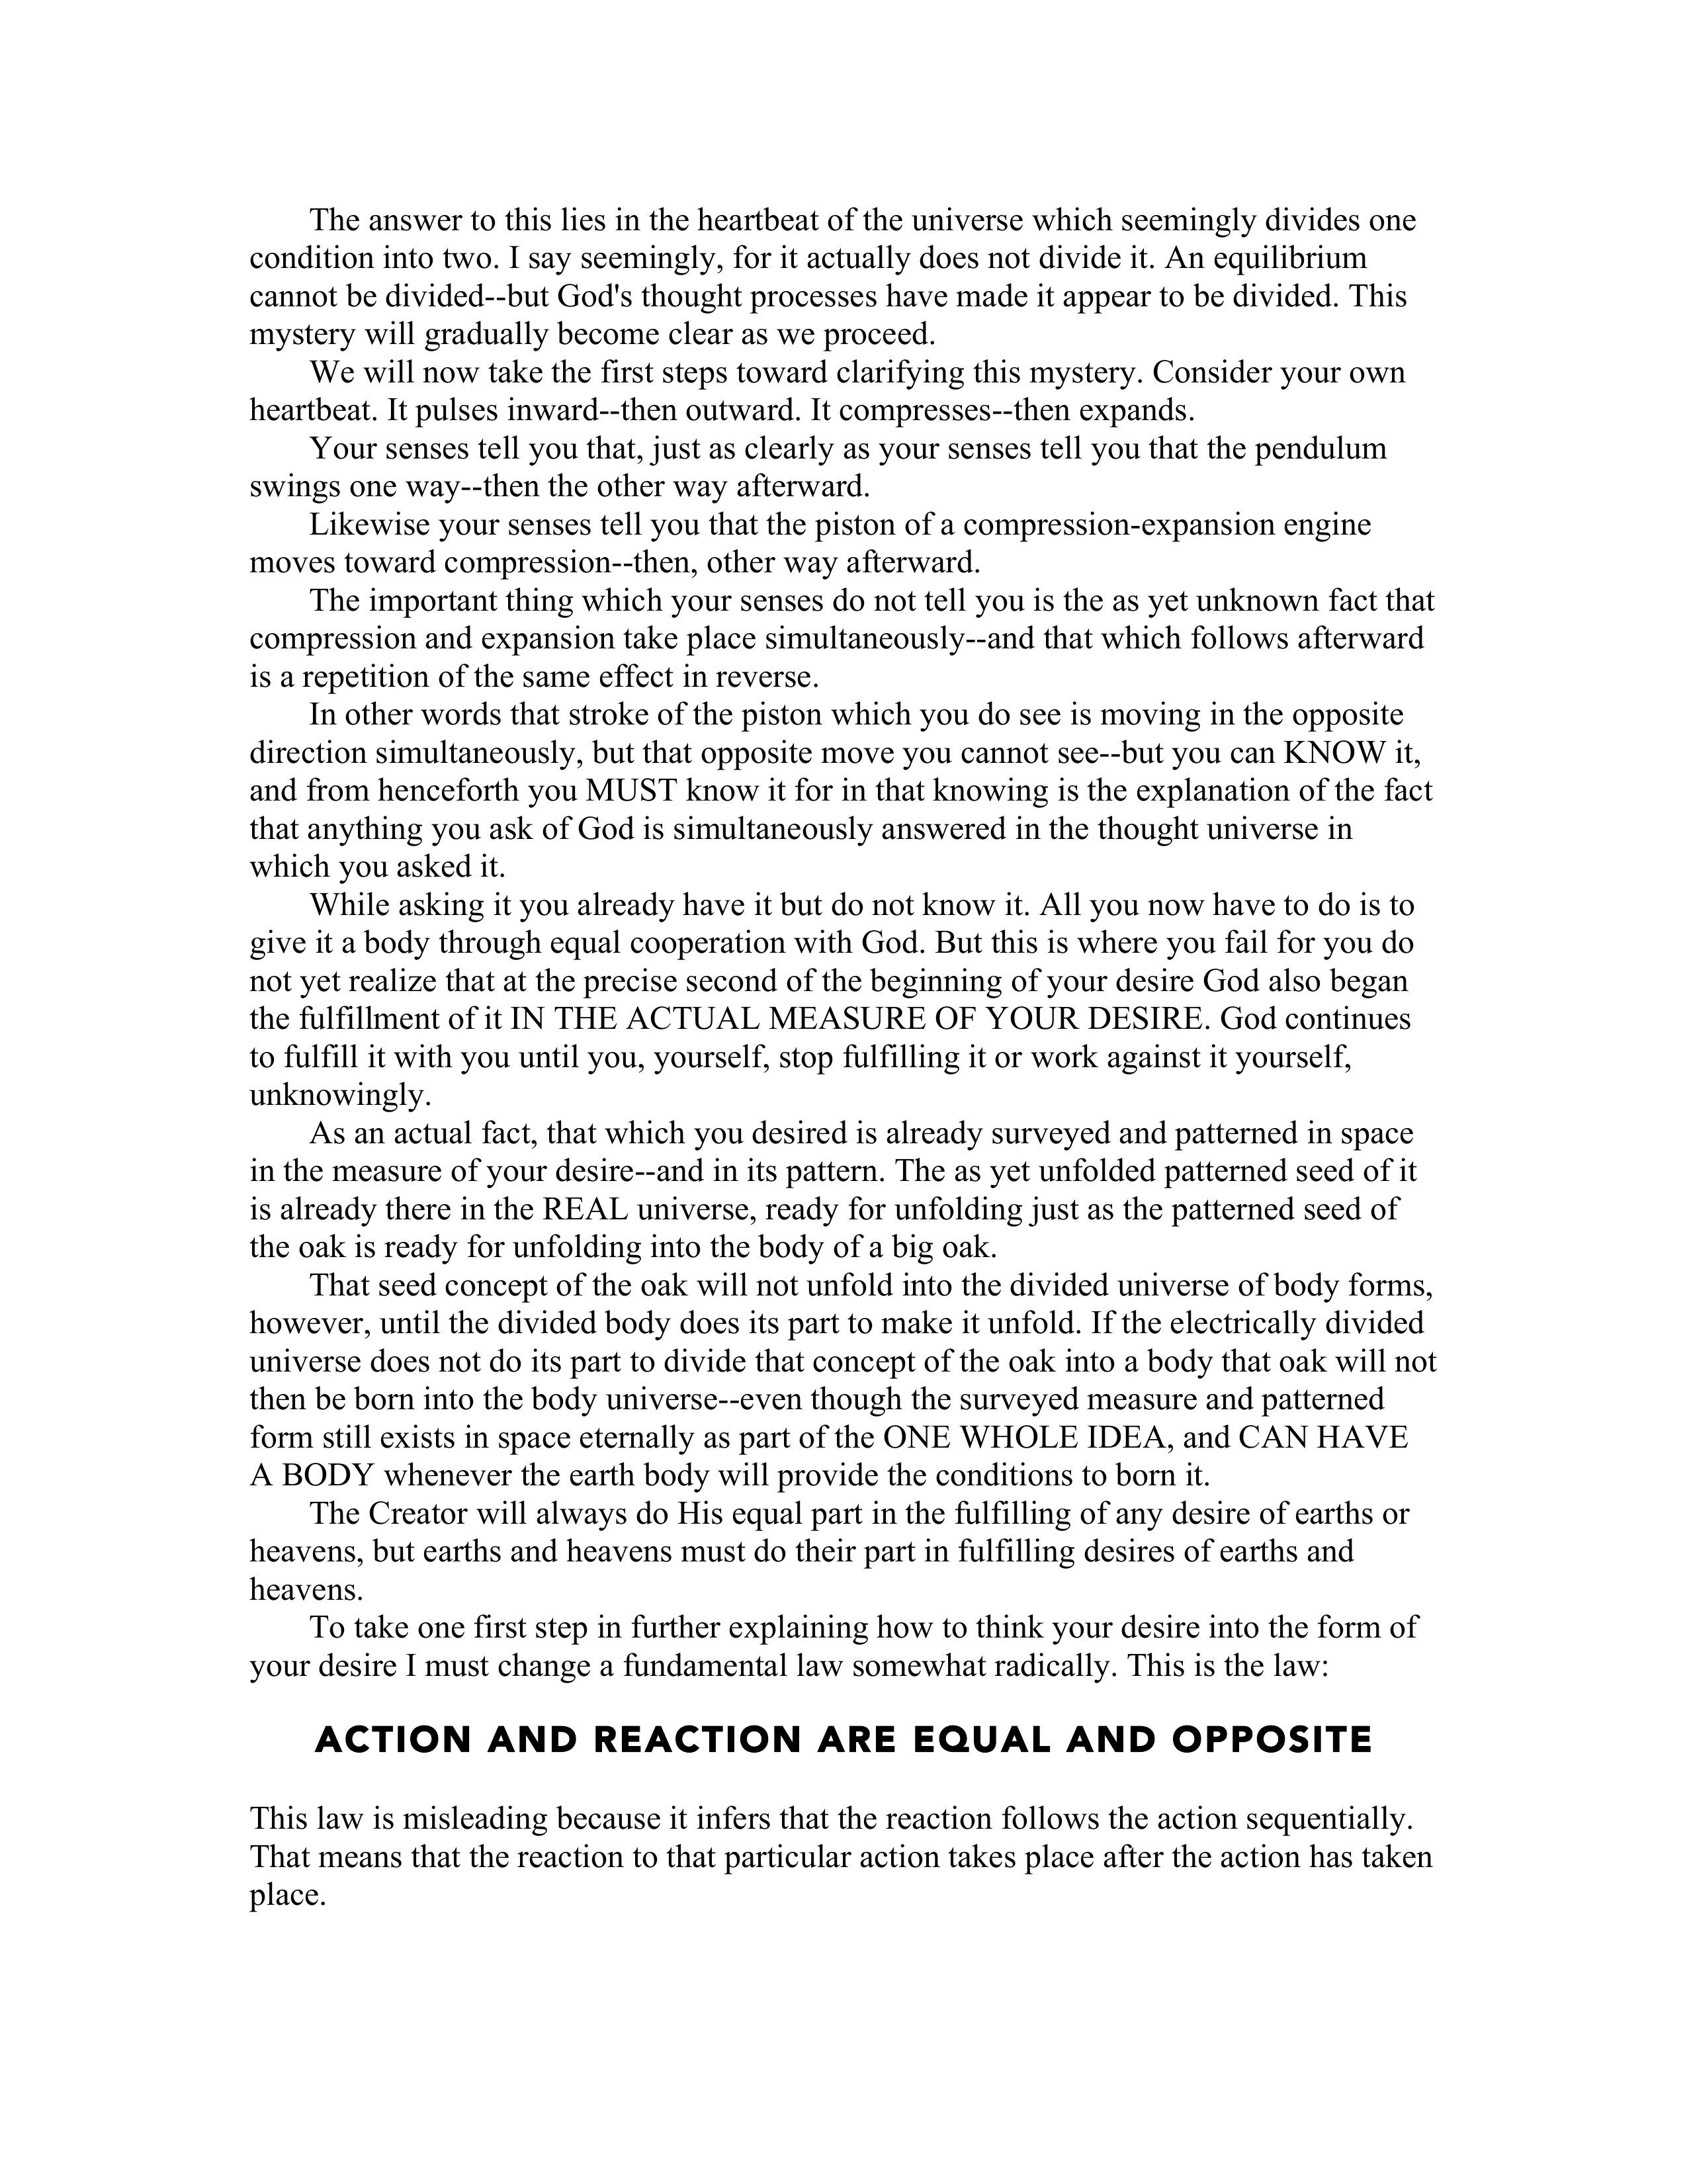 The answer to this lies in the heartbeat of the universe which seemingly divides one
condition into two. I say seemingly, for it actually does not divide it. An equilibrium
cannot be divided--but God's thought processes have made it appear to be divided. This
mystery will gradually become clear as we proceed.
We will now take the first steps toward clarifying this mystery. Consider your own
heartbeat. It pulses inward--then outward. It compresses--then expands.
Your senses tell you that, just as clearly as your senses tell you that the pendulum
swings one way--then the other way afterward.
Likewise your senses tell you that the piston of a compression-expansion engine
moves toward compression--then, other way afterward.
The important thing which your senses do not tell you is the as yet unknown fact that
compression and expansion take place simultaneously--and that which follows afterward
is a repetition of the same effect in reverse.
In other words that stroke of the piston which you do see is moving in the opposite
direction simultaneously, but that opposite move you cannot see--but you can KNOW it,
and from henceforth you MUST know it for in that knowing is the explanation of the fact
that anything you ask of God is simultaneously answered in the thought universe in
which you asked it.
While asking it you already have it but do not know it. All you now have to do is to
give it a body through equal cooperation with God. But this is where you fail for you do
not yet realize that at the precise second of the beginning of your desire God also began
the fulfillment of it IN THE ACTUAL MEASURE OF YOUR DESIRE. God continues
to fulfill it with you until you, yourself, stop fulfilling it or work against it yourself,
unknowingly.
As an actual fact, that which you desired is already surveyed and patterned in space
in the measure of your desire--and in its pattern. The as yet unfolded patterned seed of it
is already there in the REAL universe, ready for unfolding just as the patterned seed of
the oak is ready for unfolding into the body of a big oak.
That seed concept of the oak will not unfold into the divided universe of body forms,
however, until the divided body does its part to make it unfold. If the electrically divided
universe does not do its part to divide that concept of the oak into a body that oak will not
then be born into the body universe--even though the surveyed measure and patterned
form still exists in space eternally as part of the ONE WHOLE IDEA, and CAN HAVE
A BODY whenever the earth body will provide the conditions to born it.
The Creator will always do His equal part in the fulfilling of any desire of earths or
heavens, but earths and heavens must do their part in fulfilling desires of earths and
heavens.
To take one first step in further explaining how to think your desire into the form of
your desire I must change a fundamental law somewhat radically. This is the law:
ACTION AND REACTION ARE EQUAL AND OPPOSITE
This law is misleading because it infers that the reaction follows the action sequentially.
That means that the reaction to that particular action takes place after the action has taken
place.